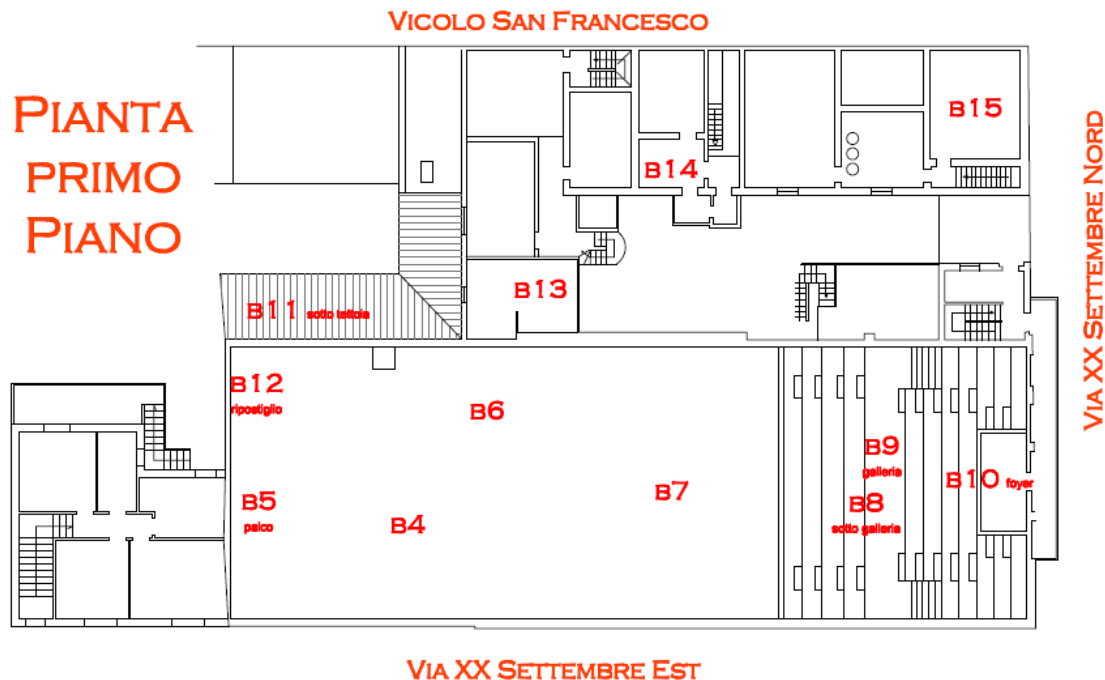 Vicolo San Francesco
Pianta
primo
Piano
B15
B14
Via XX Settembre Nord
B13
B11 sotto tettoia
B12
ripostiglio
B6
B9
galleria
B10 foyer
B7
B5
palco
B8
sotto galleria
B4
Via XX Settembre Est